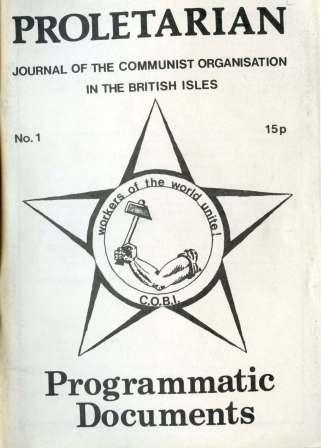 PROLETARIAN
JOURNAL OF THE COMMUNIST ORGANISATION
IN THE BRITISH ISLES
No.1 15p
workers of the world unite!
C.O.B.I.
Programmatic
Documents